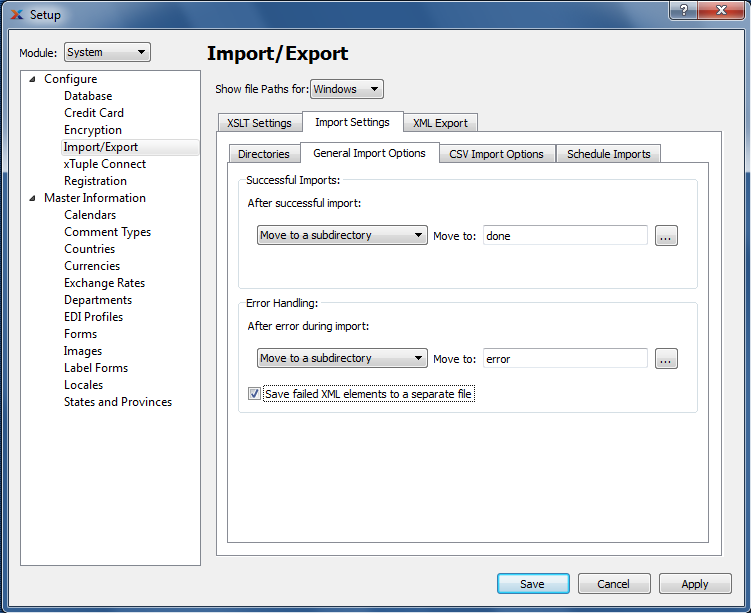 Setup
Module: System
Import/Export
Configure
Database
Credit Card
Encryption
Import/Export
xTuple Connect
Registration
Master Information
Calendars
Comment Types
Countries
Currencies
Exchange Rates
Departments
EDI Profiles
Forms
Images
Label Forms
Locales
States and Provinces
Show file Paths for: Windows
XSLT Settings Import Settings XML Export
Directories General Import Options CSV Import Options Schedule Imports
Successful Imports:
After successful import:
Move to a subdirectory Move to: done ...
Error Handling:
After error during import:
Move to a subdirectory Move to: error ...
Save failed XML elements to a separate file
Save Cancel Apply